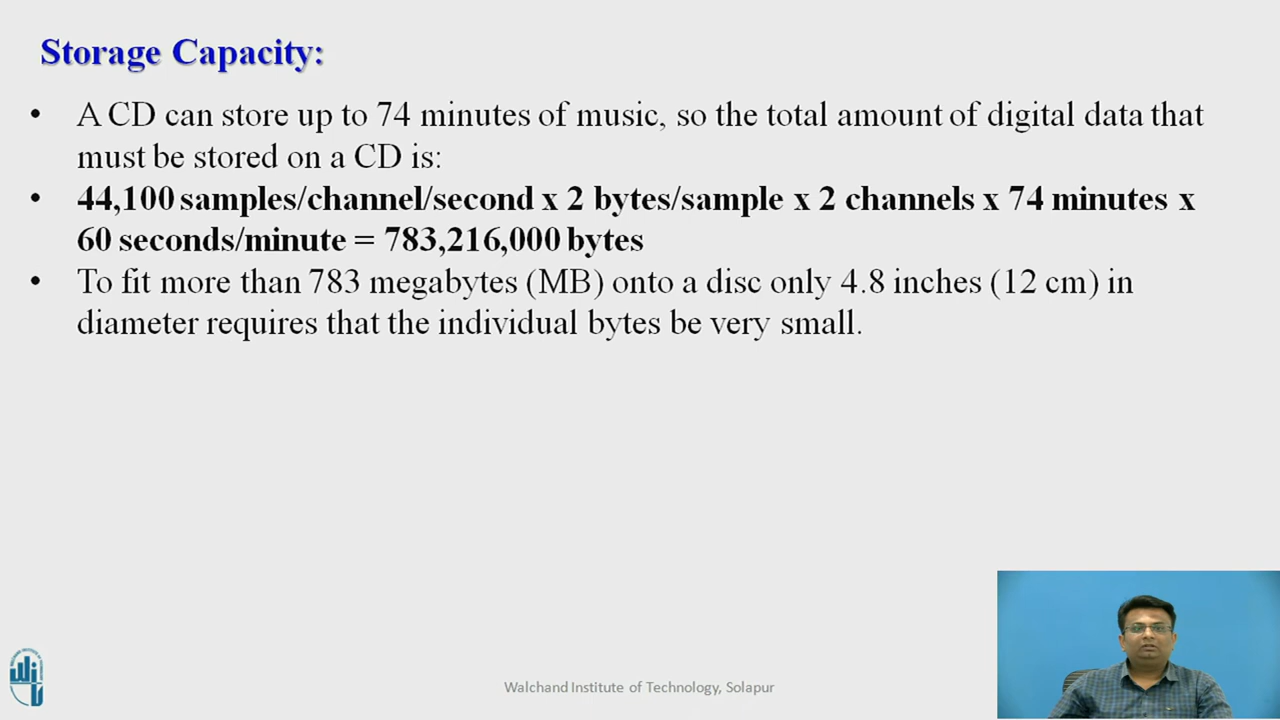 Storage Capacity:
• A CD can store up to 74 minutes of music, so the total amount of digital data that
must be stored on a CD is:
• 44,100 samples/channel/second x 2 bytes/sample x 2 channels x 74 minutes x
60 seconds/minute = 783,216,000 bytes
• To fit more than 783 megabytes (MB) onto a disc only 4.8 inches (12 cm) in
diameter requires that the individual bytes be very small.
Walchand Institute of Technology, Solapur